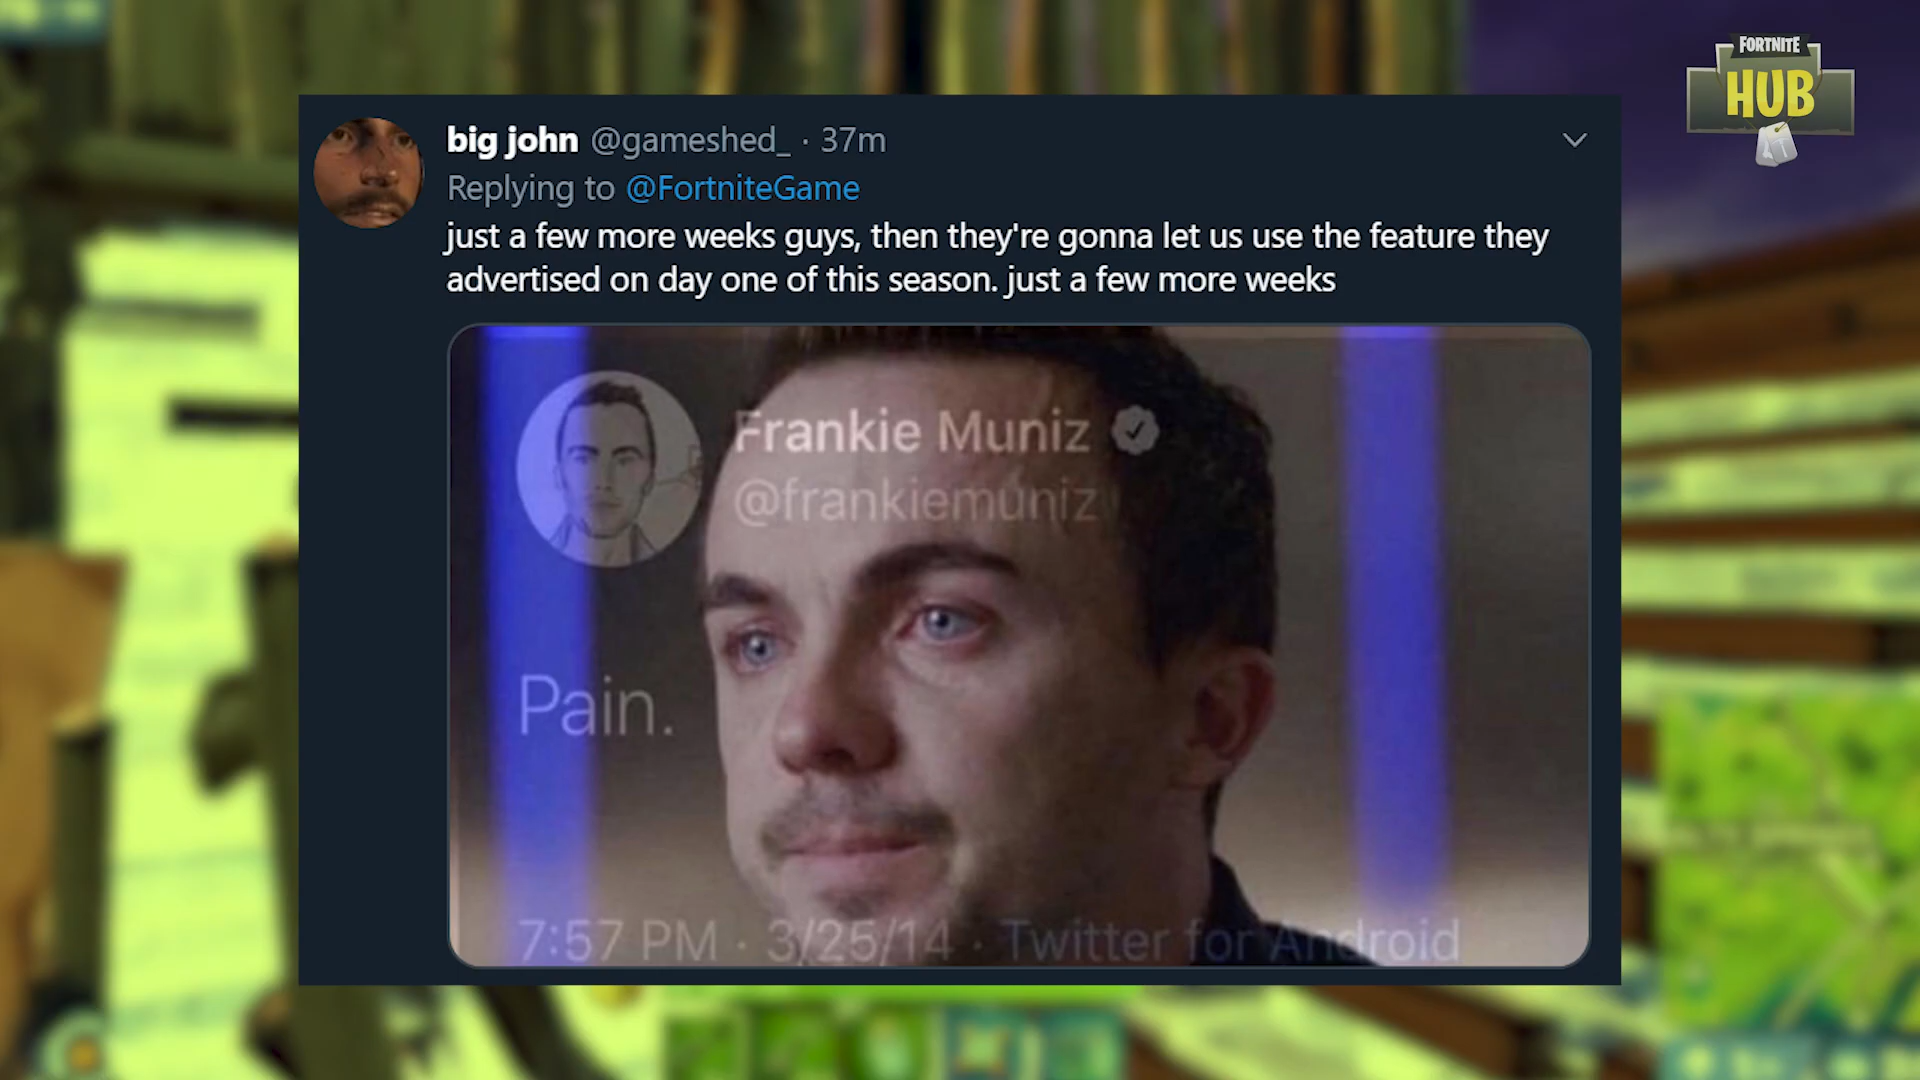 FORTNITE
HUB
big john @gameshed_ · 37m
Replying to @FortniteGame
just a few more weeks guys, then they're gonna let us use the feature they
advertised on day one of this season. just a few more weeks
Frankie Muniz
@frankiemuniz
Pain.
7:57 PM · 3/25/14 · Twitter for Android